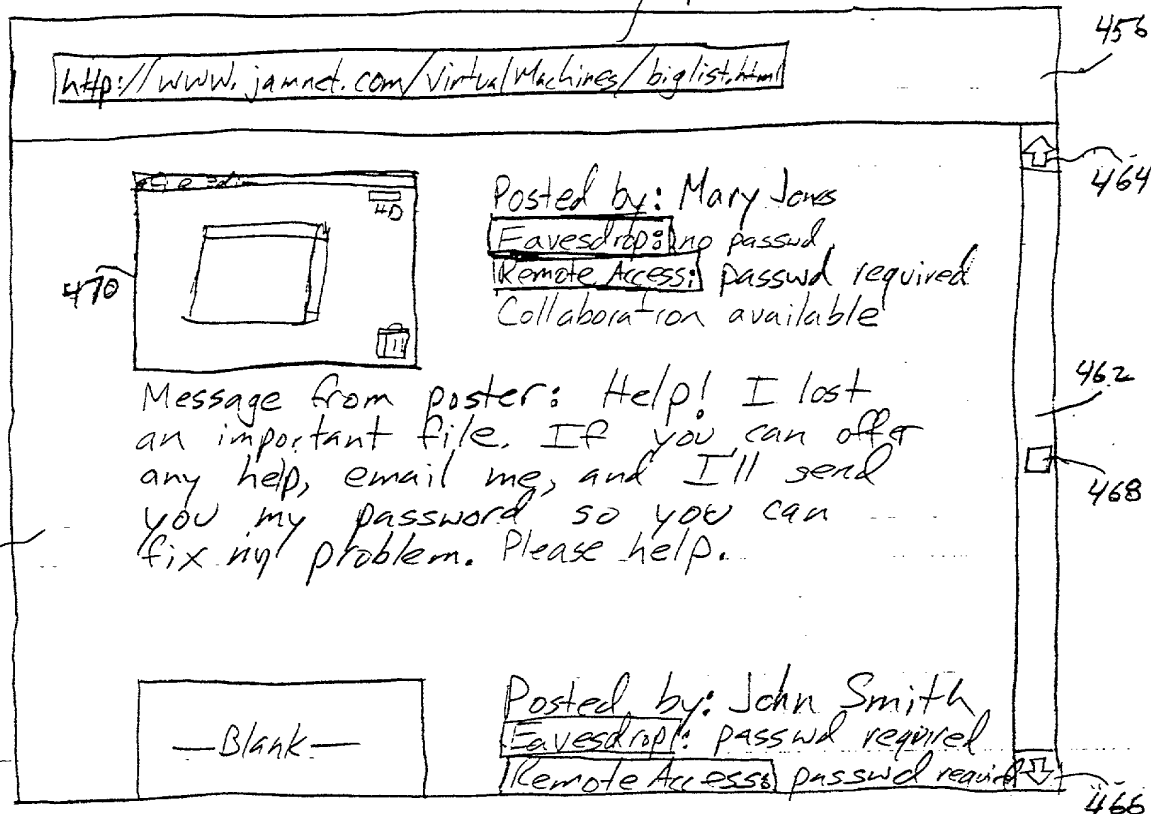 456
http://www.jamnet.com/VirtualMachines/biglist.html
464
HD
Posted by: Mary Jones
Eavesdrop: no passwd
Remote Access: passwd required
Collaboration available
470
Message from poster: Help! I lost
an important file. If you can offer
any help, email me, and I'll send
you my password so you can
fix my problem. Please help.
462
468
—Blank—
Posted by: John Smith
Eavesdrop: passwd required
Remote Access: passwd required
466